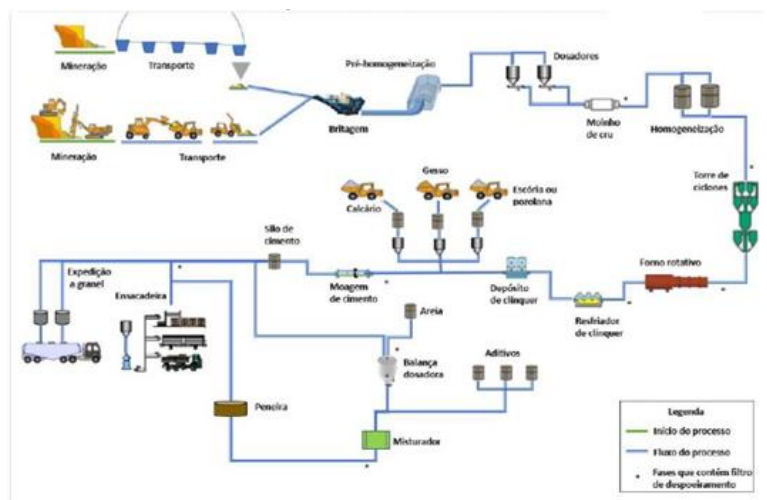 Mineração
Transporte
Pré-homogeneização
Dosadores
Britagem
Moinho
de cru
Homogeneização
Mineração
Transporte
Torre de
ciclones
Gesso
Escória ou
pozolana
Calcário
Silo de
cimento
Forno rotativo
Expedição
a granel
Ensacadeira
Moagem
de cimento
Depósito
de clínquer
Resfriador
de clínquer
Areia
Balança
dosadora
Aditivos
Peneira
Misturador
Legenda
Início do processo
Fluxo do processo
Fases que contém filtro
de despoeiramento